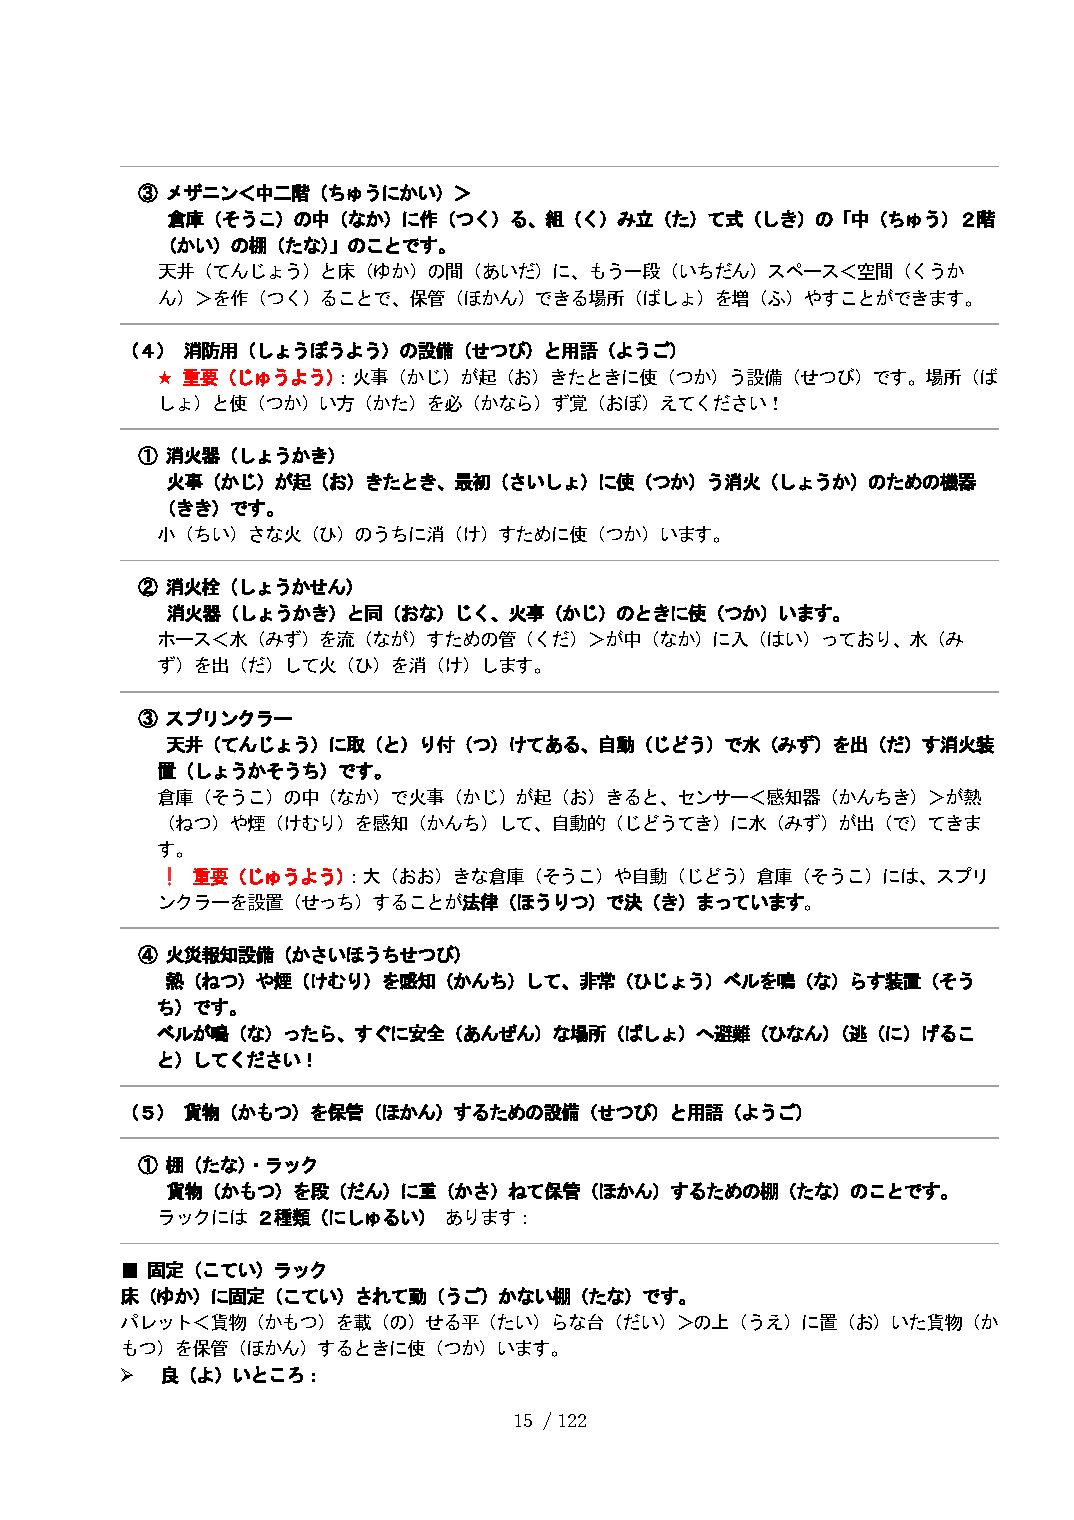 ③ メザニン＜中二階（ちゅうにかい）＞
倉庫（そうこ）の中（なか）に作（つく）る、組（く）み立（た）て式（しき）の「中（ちゅう）２階
（かい）の棚（たな）」のことです。
天井（てんじょう）と床（ゆか）の間（あいだ）に、もう一段（いちだん）スペース＜空間（くうか
ん）＞を作（つく）ることで、保管（ほかん）できる場所（ばしょ）を増（ふ）やすことができます。
（４） 消防用（しょうぼうよう）の設備（せつび）と用語（ようご）
★ 重要（じゅうよう）：火事（かじ）が起（お）きたときに使（つか）う設備（せつび）です。場所（ば
しょ）と使（つか）い方（かた）を必（かなら）ず覚（おぼ）えてください！
① 消火器（しょうかき）
火事（かじ）が起（お）きたとき、最初（さいしょ）に使（つか）う消火（しょうか）のための機器
（きき）です。
小（ちい）さな火（ひ）のうちに消（け）すために使（つか）います。
② 消火栓（しょうかせん）
消火器（しょうかき）と同（おな）じく、火事（かじ）のときに使（つか）います。
ホース＜水（みず）を流（なが）すための管（くだ）＞が中（なか）に入（はい）っており、水（み
ず）を出（だ）して火（ひ）を消（け）します。
③ スプリンクラー
天井（てんじょう）に取（と）り付（つ）けてある、自動（じどう）で水（みず）を出（だ）す消火装
置（しょうかそうち）です。
倉庫（そうこ）の中（なか）で火事（かじ）が起（お）きると、センサー＜感知器（かんちき）＞が熱
（ねつ）や煙（けむり）を感知（かんち）して、自動的（じどうてき）に水（みず）が出（で）てきま
す。
❗ 重要（じゅうよう）：大（おお）きな倉庫（そうこ）や自動（じどう）倉庫（そうこ）には、スプリ
ンクラーを設置（せっち）することが法律（ほうりつ）で決（き）まっています。
④ 火災報知設備（かさいほうちせつび）
熱（ねつ）や煙（けむり）を感知（かんち）して、非常（ひじょう）ベルを鳴（な）らす装置（そう
ち）です。
ベルが鳴（な）ったら、すぐに安全（あんぜん）な場所（ばしょ）へ避難（ひなん）（逃（に）げるこ
と）してください！
（５） 貨物（かもつ）を保管（ほかん）するための設備（せつび）と用語（ようご）
① 棚（たな）・ラック
貨物（かもつ）を段（だん）に重（かさ）ねて保管（ほかん）するための棚（たな）のことです。
ラックには ２種類（にしゅるい） あります：
■ 固定（こてい）ラック
床（ゆか）に固定（こてい）されて動（うご）かない棚（たな）です。
パレット＜貨物（かもつ）を載（の）せる平（たい）らな台（だい）＞の上（うえ）に置（お）いた貨物（か
もつ）を保管（ほかん）するときに使（つか）います。
➢ 良（よ）いところ：
15 / 122